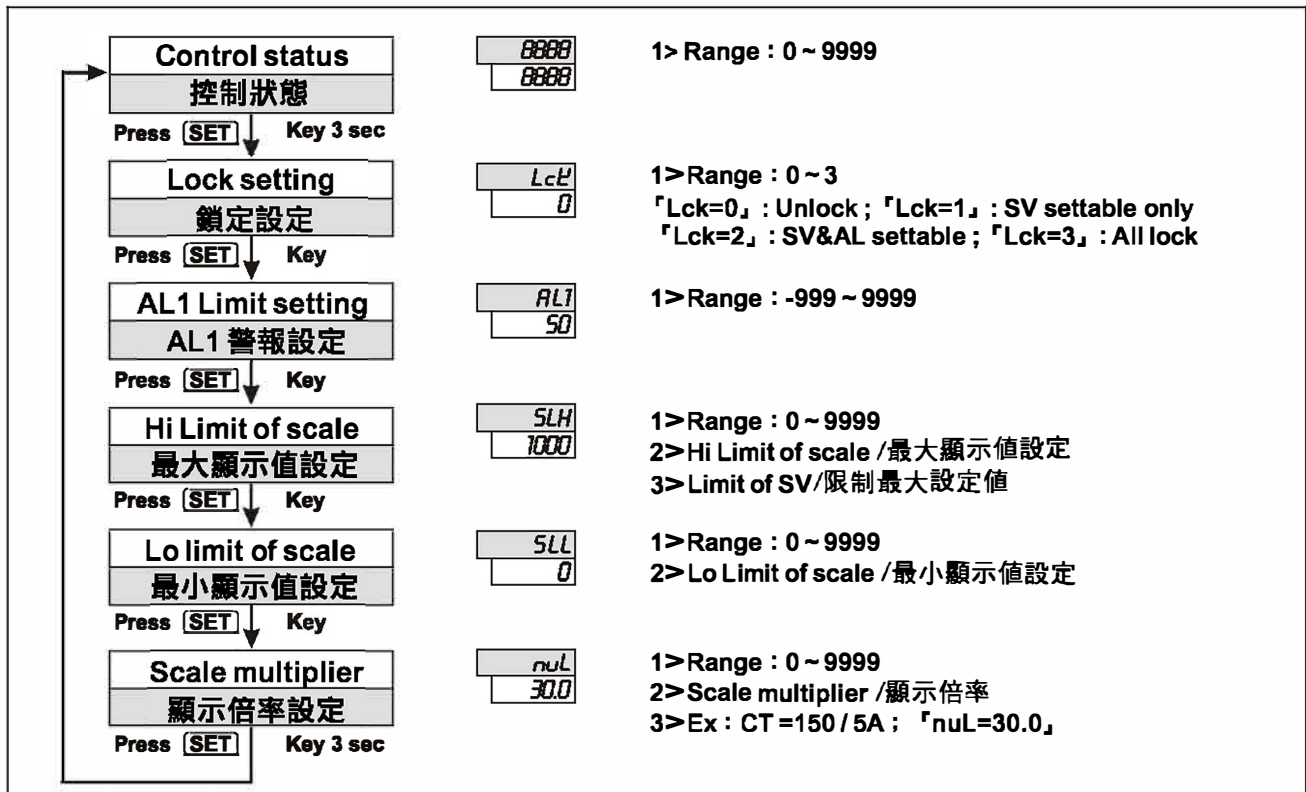 Control status
控制狀態
8888
8888
1> Range：0 ~ 9999
Press [SET] Key 3 sec
Lock setting
鎖定設定
Lck
0
1>Range：0 ~ 3
『Lck=0』: Unlock ;『Lck=1』: SV settable only
『Lck=2』: SV&AL settable ;『Lck=3』: All lock
Press [SET] Key
AL1 Limit setting
AL1 警報設定
AL1
50
1>Range：-999 ~ 9999
Press [SET] Key
Hi Limit of scale
最大顯示值設定
SLH
1000
1>Range：0 ~ 9999
2>Hi Limit of scale /最大顯示值設定
3>Limit of SV/限制最大設定值
Press [SET] Key
Lo limit of scale
最小顯示值設定
SLL
0
1>Range：0 ~ 9999
2>Lo Limit of scale /最小顯示值設定
Press [SET] Key
Scale multiplier
顯示倍率設定
nuL
30.0
1>Range：0 ~ 9999
2>Scale multiplier /顯示倍率
3>Ex：CT =150 / 5A ; 『nuL=30.0』
Press [SET] Key 3 sec